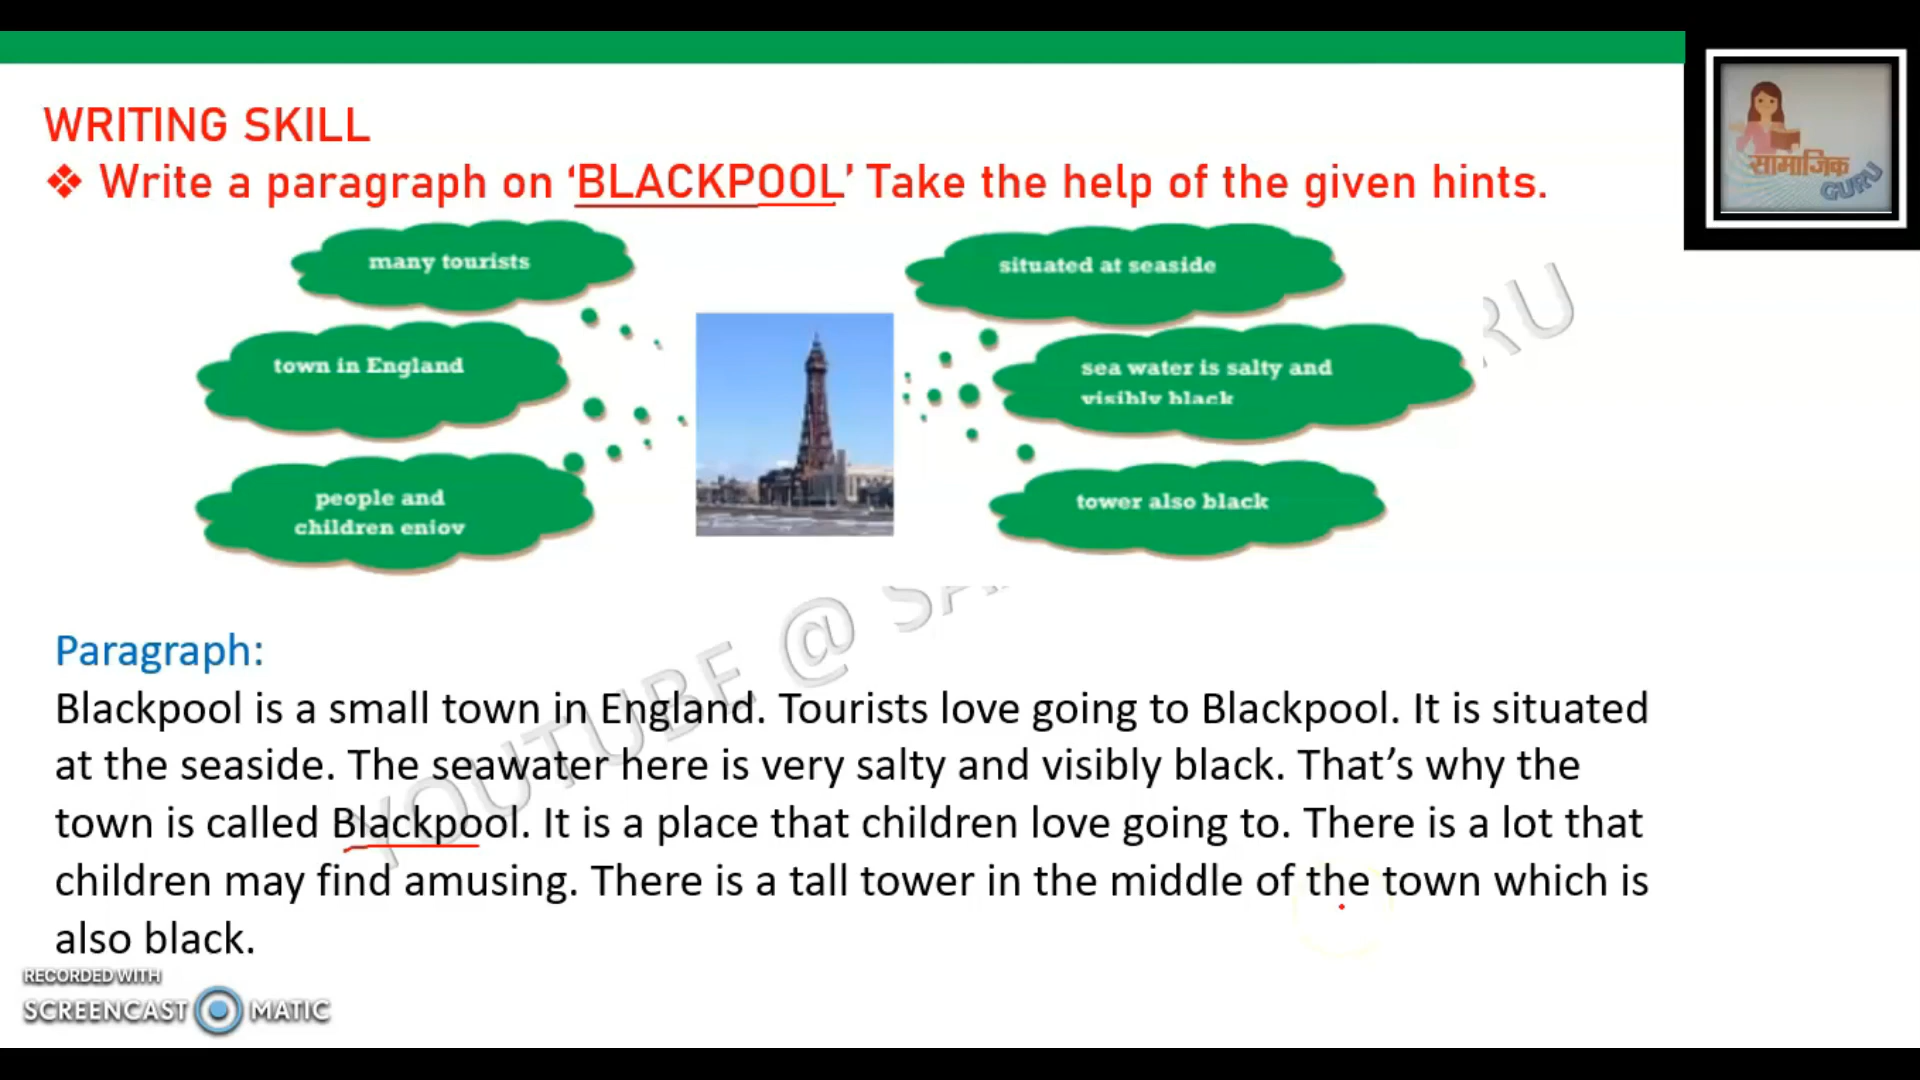 WRITING SKILL
❖ Write a paragraph on ‘BLACKPOOL’ Take the help of the given hints.
सामाजिक
GURU
many tourists
situated at seaside
town in England
sea water is salty and
visibly black
people and
children enjoy
tower also black
YOUTUBE @ SA
RU
Paragraph:
Blackpool is a small town in England. Tourists love going to Blackpool. It is situated
at the seaside. The seawater here is very salty and visibly black. That’s why the
town is called Blackpool. It is a place that children love going to. There is a lot that
children may find amusing. There is a tall tower in the middle of the town which is
also black.
RECORDED WITH
SCREENCAST MATIC